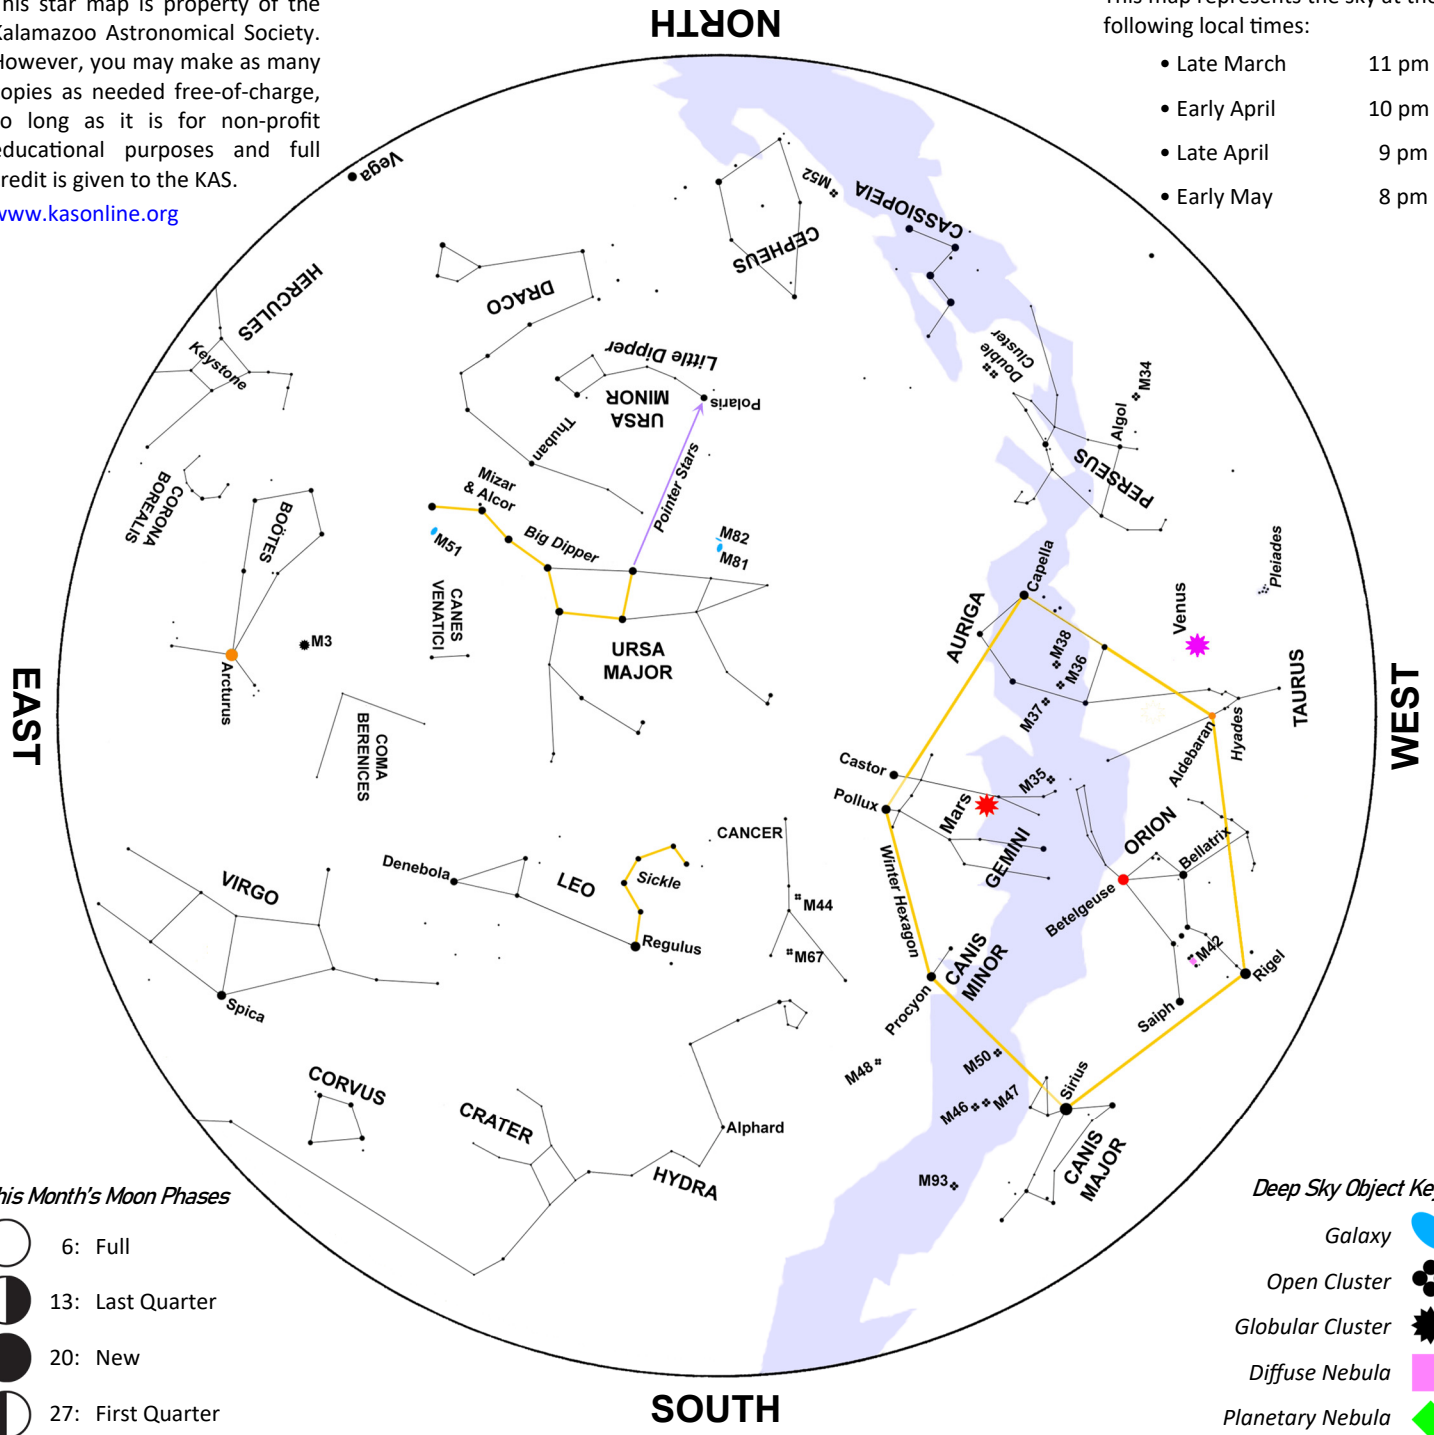 NORTH
This star map is property of the
Kalamazoo Astronomical Society.
However, you may make as many
copies as needed free-of-charge,
so long as it is for non-profit
educational purposes and full
credit is given to the KAS.
www.kasonline.org
This map represents the sky at the
following local times:
• Late March 11 pm
• Early April 10 pm
• Late April 9 pm
• Early May 8 pm
Vega
M52
CASSIOPEIA
CEPHEUS
HERCULES
Keystone
DRACO
Little Dipper
URSA
MINOR
Polaris
Thuban
Double
Cluster
M34
Algol
PERSEUS
CORONA
BOREALIS
BOÖTES
Mizar
& Alcor
Big Dipper
Pointer Stars
M51
M82
M81
CANES
VENATICI
URSA
MAJOR
M3
Arcturus
COMA
BERENICES
Capella
AURIGA
M38
M36
M37
Pleiades
Venus
TAURUS
Hyades
Aldebaran
EAST
WEST
Castor
Pollux
M35
Mars
GEMINI
ORION
Bellatrix
Betelgeuse
M42
Rigel
Saiph
Winter Hexagon
CANCER
M44
M67
Denebola
LEO
Sickle
Regulus
VIRGO
Spica
CANIS
MINOR
Procyon
M48
M50
M46
M47
Sirius
CANIS
MAJOR
M93
CORVUS
CRATER
Alphard
HYDRA
This Month's Moon Phases
6: Full
13: Last Quarter
20: New
27: First Quarter
Deep Sky Object Key
Galaxy
Open Cluster
Globular Cluster
Diffuse Nebula
Planetary Nebula
SOUTH